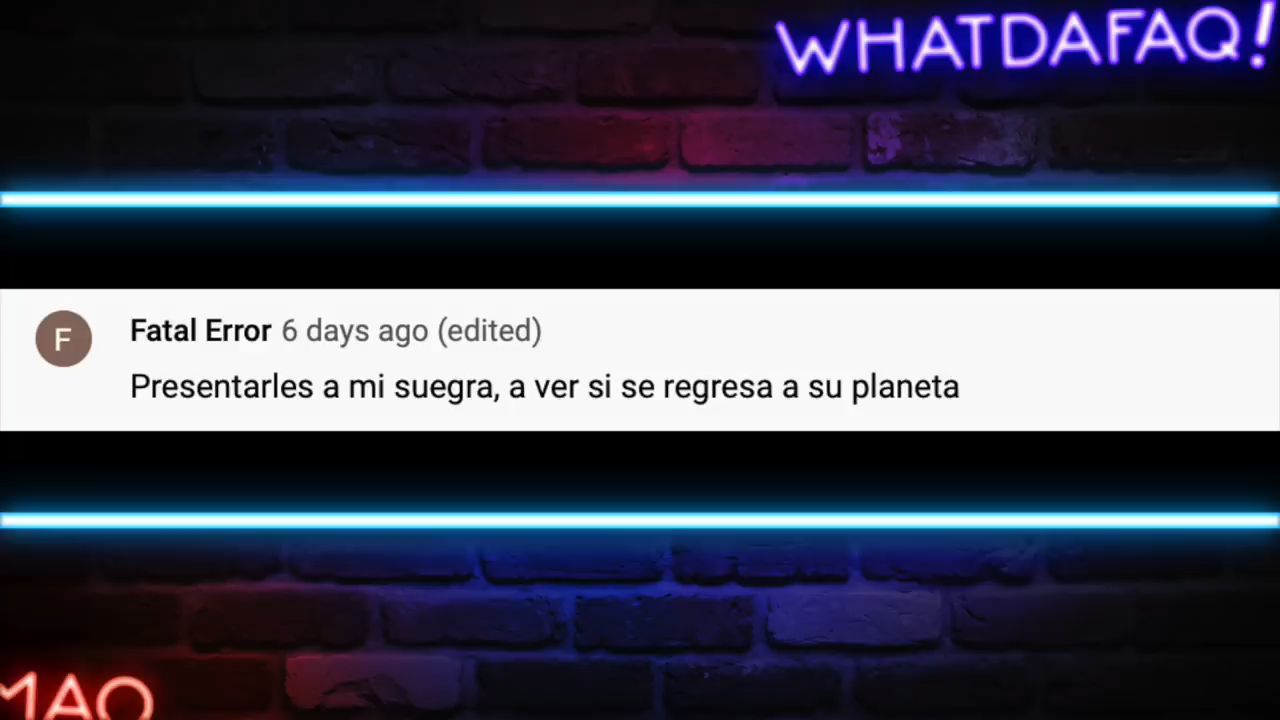 WHATDAFAQ!
F
Fatal Error 6 days ago (edited)
Presentarles a mi suegra, a ver si se regresa a su planeta
MAO